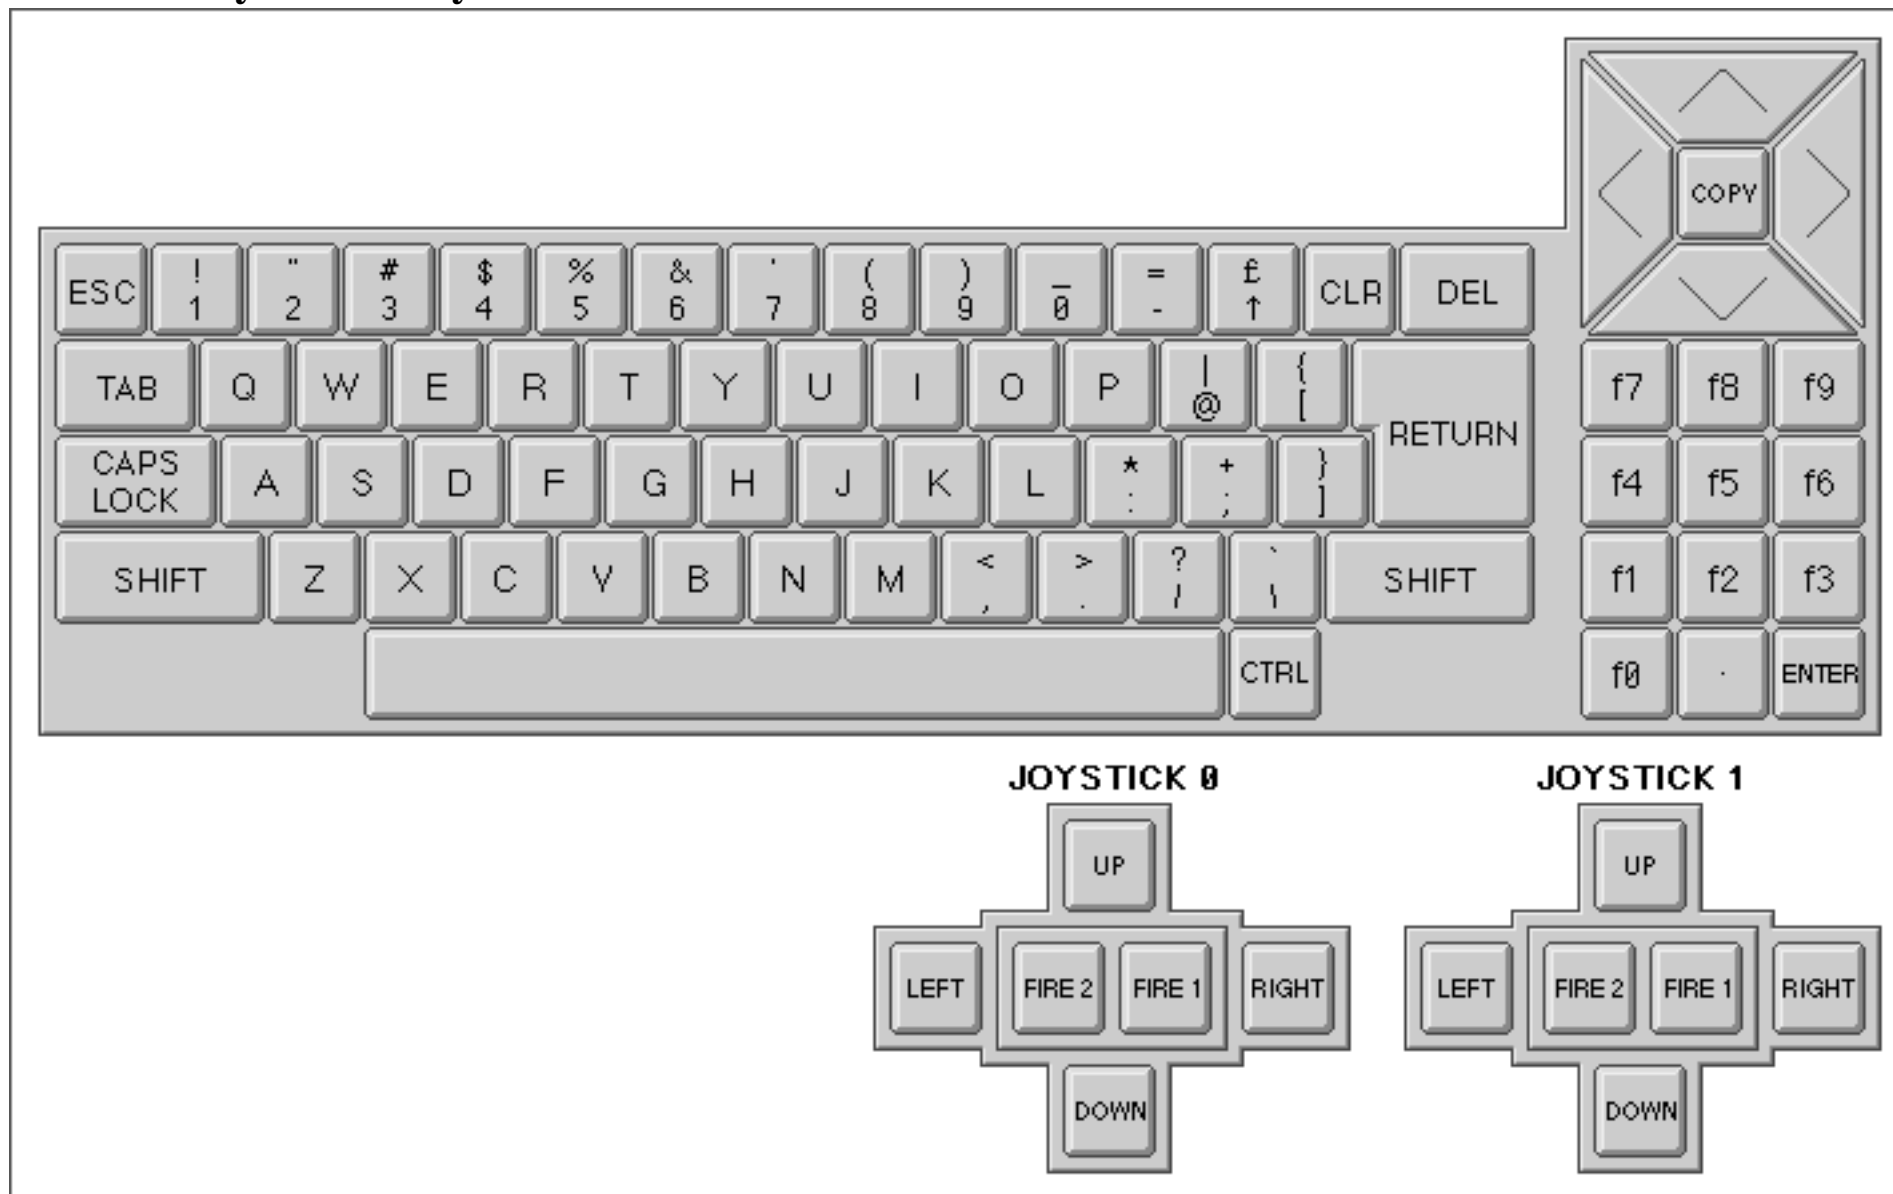 COPY
! " # $ % & ' ( ) _ = £
ESC 1 2 3 4 5 6 7 8 9 0 - ↑ CLR DEL
| {
TAB Q W E R T Y U I O P @ [ f7 f8 f9
RETURN
CAPS * + }
LOCK A S D F G H J K L : ; ] f4 f5 f6
< > ? `
SHIFT Z X C V B N M , . / \ SHIFT f1 f2 f3
CTRL f0 . ENTER
JOYSTICK 0 JOYSTICK 1
UP UP
LEFT FIRE 2 FIRE 1 RIGHT LEFT FIRE 2 FIRE 1 RIGHT
DOWN DOWN